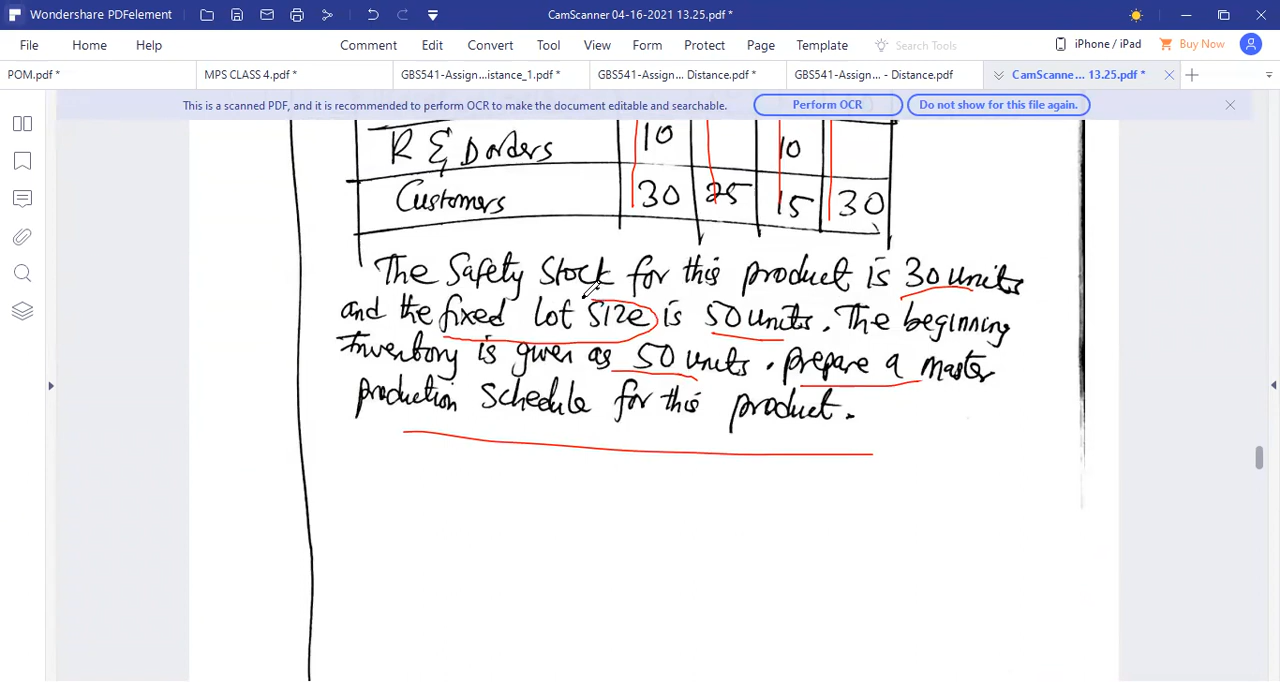 Wondershare PDFelement
CamScanner 04-16-2021 13.25.pdf *
File Home Help Comment Edit Convert Tool View Form Protect Page Template Search Tools iPhone / iPad Buy Now
POM.pdf * MPS CLASS 4.pdf * GBS541-Assign...istance_1.pdf * GBS541-Assign... Distance.pdf * GBS541-Assign... - Distance.pdf CamScanne... 13.25.pdf *
This is a scanned PDF, and it is recommended to perform OCR to make the document editable and searchable. Perform OCR Do not show for this file again.
R & D orders 10 10
Customers 30 25 15 30
The Safety Stock for this product is 30 units
and the fixed lot size is 50 units. The beginning
Inventory is given as 50 units. prepare a master
production schedule for this product.